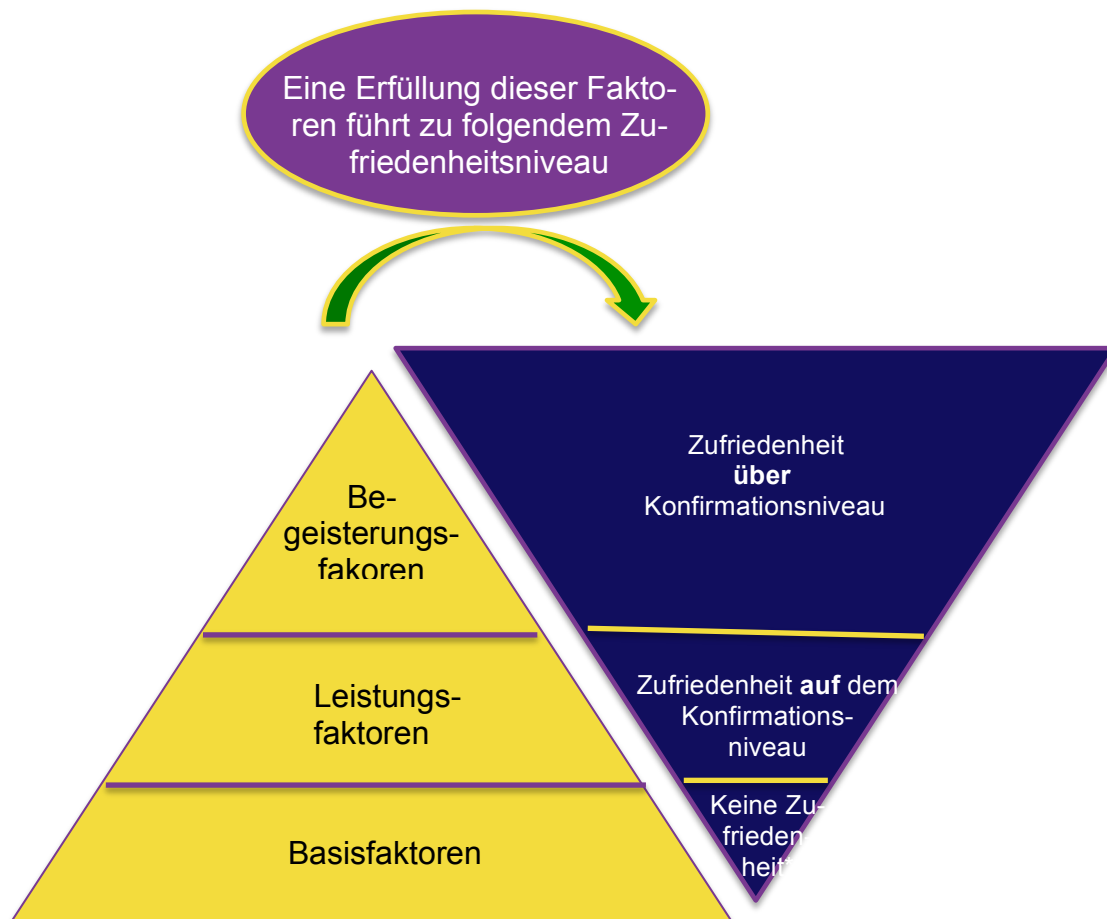 Eine Erfüllung dieser Fakto-
ren führt zu folgendem Zu-
friedenheitsniveau
Be-
geisterungs-
fakoren
Leistungs-
faktoren
Basisfaktoren
Zufriedenheit
über
Konfirmationsniveau
Zufriedenheit auf dem
Konfirmations-
niveau
Keine Zu-
frieden-
heit*